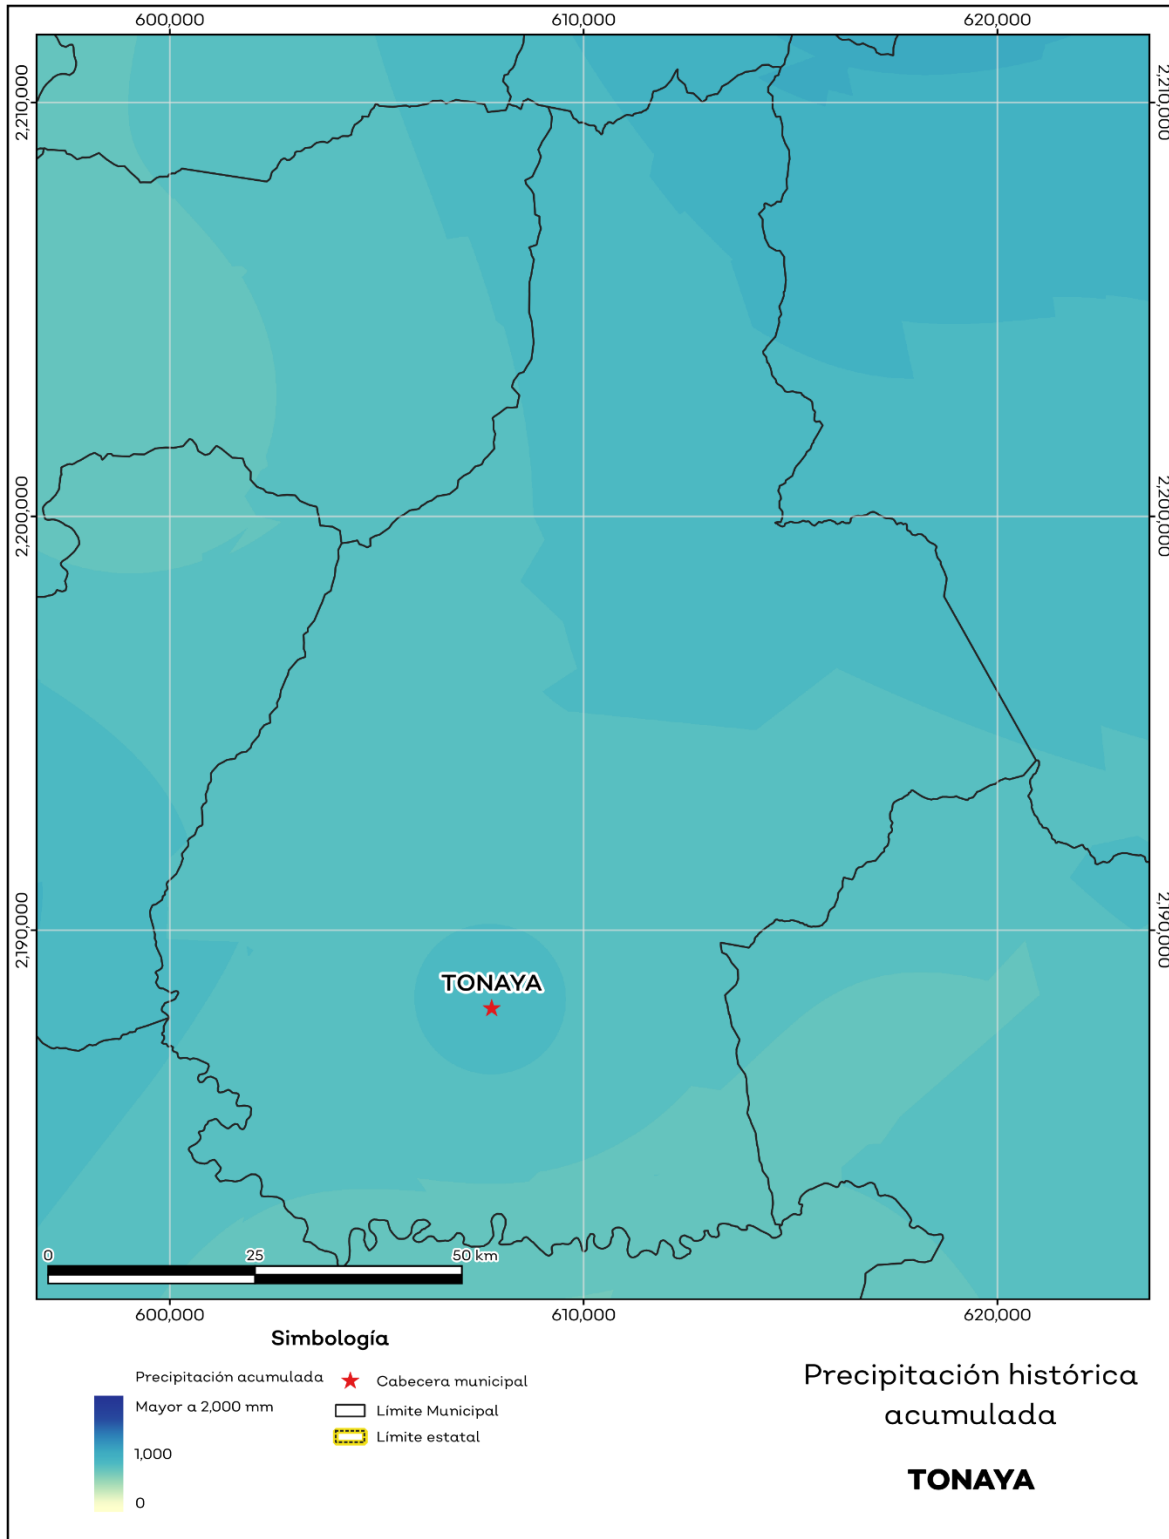 600,000
610,000
620,000
2,210,000
2,210,000
2,200,000
2,200,000
2,190,000
2,190,000
TONAYA
0
25
50 km
600,000
610,000
620,000
Simbología
Precipitación acumulada
Mayor a 2,000 mm
1,000
0
Cabecera municipal
Límite Municipal
Límite estatal
Precipitación histórica
acumulada
TONAYA